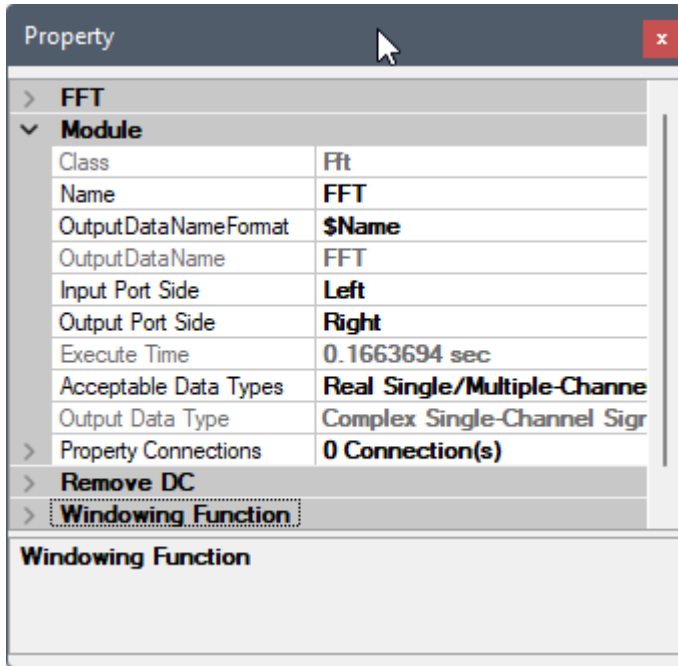 Property
x
FFT
Module
Class Fft
Name FFT
OutputDataNameFormat $Name
OutputDataName FFT
Input Port Side Left
Output Port Side Right
Execute Time 0.1663694 sec
Acceptable Data Types Real Single/Multiple-Channe
Output Data Type Complex Single-Channel Sigr
Property Connections 0 Connection(s)
Remove DC
Windowing Function
Windowing Function